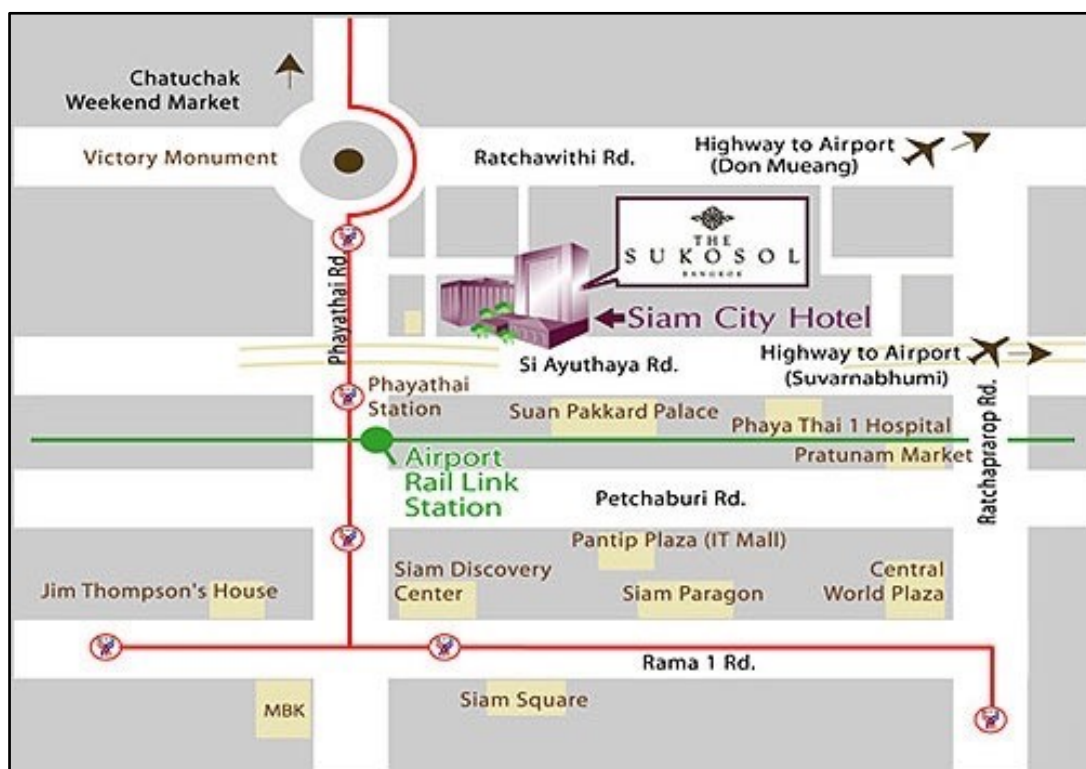 Chatuchak
Weekend Market
Victory Monument
Ratchawithi Rd.
Highway to Airport
(Don Mueang)
THE
SUKOSOL
BANGKOK
Siam City Hotel
Phayathai Rd.
Si Ayuthaya Rd.
Highway to Airport
(Suvarnabhumi)
Phayathai
Station
Suan Pakkard Palace
Phaya Thai 1 Hospital
Pratunam Market
Ratchaprarop Rd.
Airport
Rail Link
Station
Petchaburi Rd.
Pantip Plaza (IT Mall)
Jim Thompson's House
Siam Discovery
Center
Siam Paragon
Central
World Plaza
Rama 1 Rd.
MBK
Siam Square